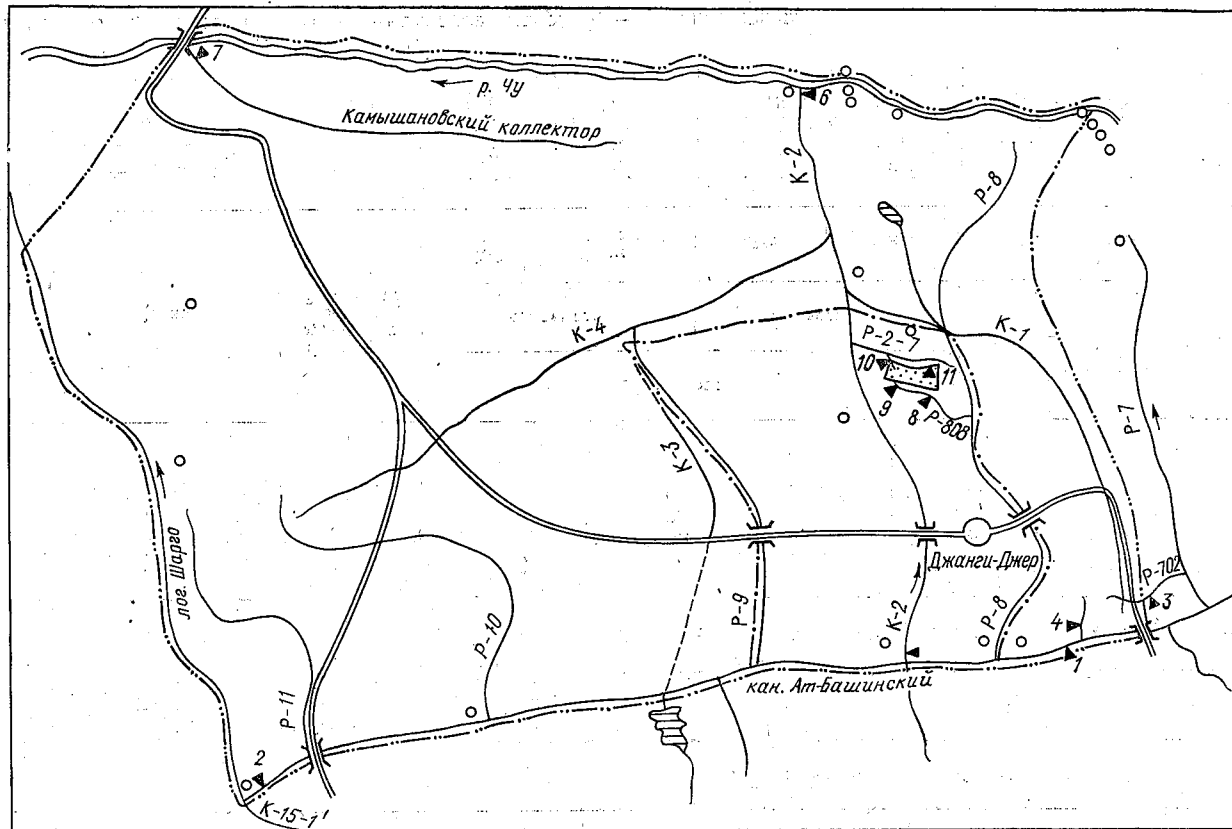 7
р. Чу
6
Камышановский коллектор
К-2
Р-8
К-4
К-1
Р-2-7
10
11
9
8
Р-808
Р-7
К-3
лог. Шарго
Джанги-Джер
Р-702
3
Р-9
К-2
Р-8
4
1
Р-10
кан. Ат-Башинский
Р-11
2
К-15-1'